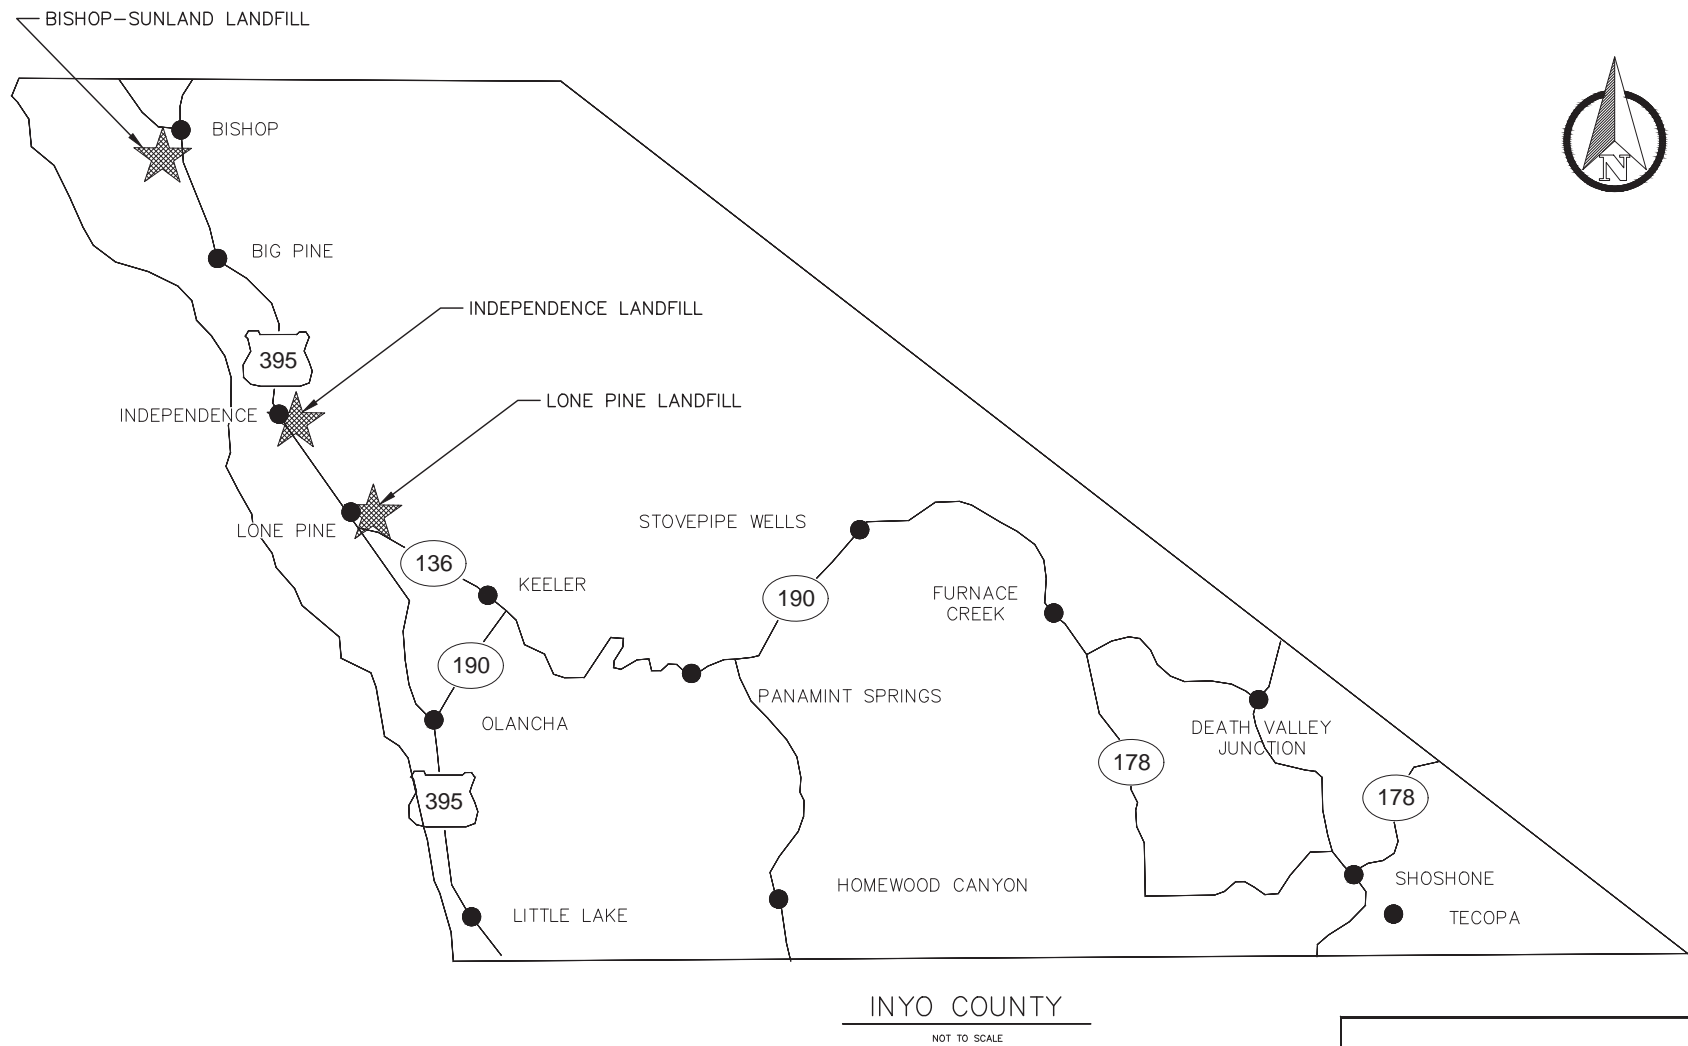 BISHOP-SUNLAND LANDFILL
BISHOP
N
BIG PINE
INDEPENDENCE LANDFILL
395
LONE PINE LANDFILL
INDEPENDENCE
STOVEPIPE WELLS
LONE PINE
136
KEELER
190
FURNACE
CREEK
190
PANAMINT SPRINGS
OLANCHA
DEATH VALLEY
JUNCTION
178
395
178
HOMEWOOD CANYON
SHOSHONE
LITTLE LAKE
TECOPA
INYO COUNTY
NOT TO SCALE